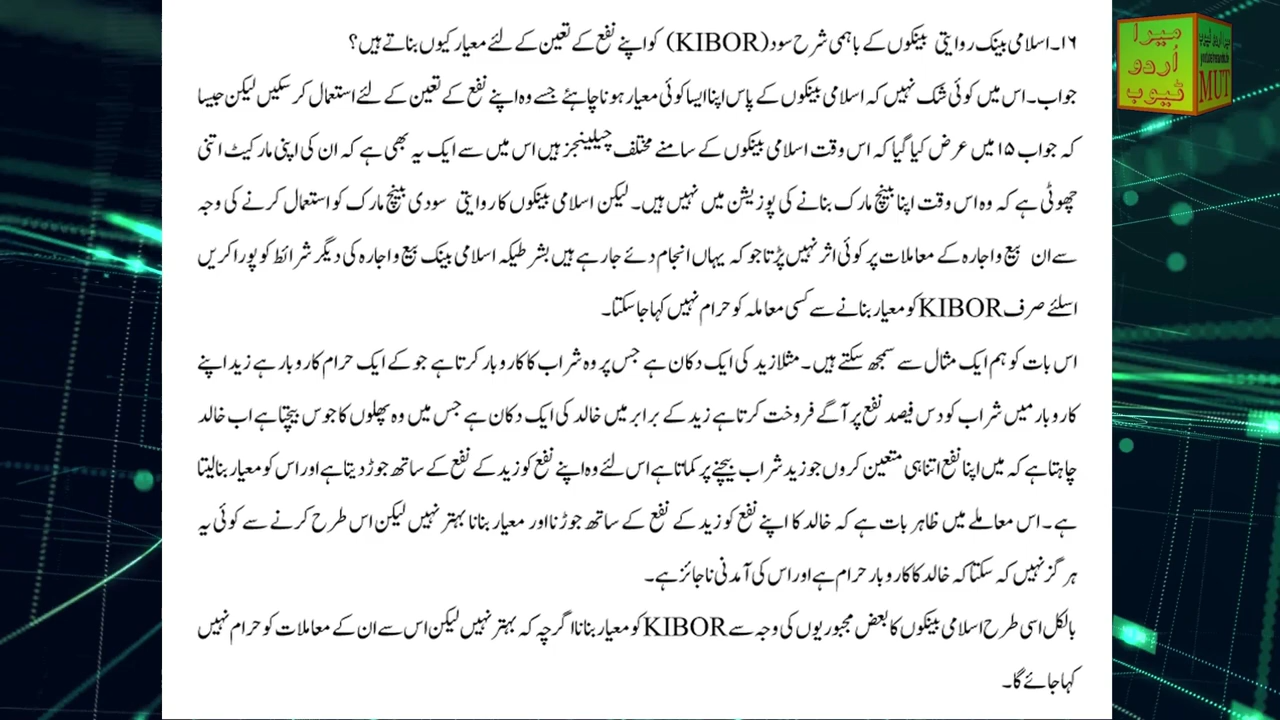 ۱۶۔ اسلامی بینک روایتی بینکوں کے باہمی شرح سود (KIBOR) کو اپنے نفع کے تعین کے لئے معیار کیوں بناتے ہیں؟
جواب۔ اس میں کوئی شک نہیں کہ اسلامی بینکوں کے پاس اپنا ایسا کوئی معیار ہونا چاہئے جسے وہ اپنے نفع کے تعین کے لئے استعمال کر سکیں لیکن جیسا
کہ جواب ۱۵ میں عرض کیا گیا کہ اس وقت اسلامی بینکوں کے سامنے مختلف چیلینجز ہیں اس میں سے ایک یہ بھی ہے کہ ان کی اپنی مارکیٹ اتنی
چھوٹی ہے کہ وہ اس وقت اپنا بینچ مارک بنانے کی پوزیشن میں نہیں ہیں۔ لیکن اسلامی بینکوں کا روایتی سودی بینچ مارک کو استعمال کرنے کی وجہ
سے ان بیع و اجارہ کے معاملات پر کوئی اثر نہیں پڑتا جو کہ یہاں انجام دئے جارہے ہیں بشرطیکہ اسلامی بینک بیع و اجارہ کی دیگر شرائط کو پورا کریں
اسلئے صرف KIBOR کو معیار بنانے سے کسی معاملہ کو حرام نہیں کہا جا سکتا۔
اس بات کو ہم ایک مثال سے سمجھ سکتے ہیں۔ مثلا زید کی ایک دکان ہے جس پر وہ شراب کا کاروبار کرتا ہے جو کے ایک حرام کاروبار ہے زید اپنے
کاروبار میں شراب کو دس فیصد نفع پر آگے فروخت کرتا ہے زید کے برابر میں خالد کی ایک دکان ہے جس میں وہ پھلوں کا جوس بیچتا ہے اب خالد
چاہتا ہے کہ میں اپنا نفع اتنا ہی متعین کروں جو زید شراب بیچنے پر کماتا ہے اس لئے وہ اپنے نفع کو زید کے نفع کے ساتھ جوڑ دیتا ہے اور اس کو معیار بنا لیتا
ہے۔ اس معاملے میں ظاہر بات ہے کہ خالد کا اپنے نفع کو زید کے نفع کے ساتھ جوڑنا اور معیار بنانا بہتر نہیں لیکن اس طرح کرنے سے کوئی یہ
ہرگز نہیں کہ سکتا کہ خالد کا کاروبار حرام ہے اور اس کی آمدنی ناجائز ہے۔
بالکل اسی طرح اسلامی بینکوں کا بعض مجبوریوں کی وجہ سے KIBOR کو معیار بنانا اگرچہ کہ بہتر نہیں لیکن اس سے ان کے معاملات کو حرام نہیں
کہا جائے گا۔
میرا
اُردو
ٹیوب
MUT